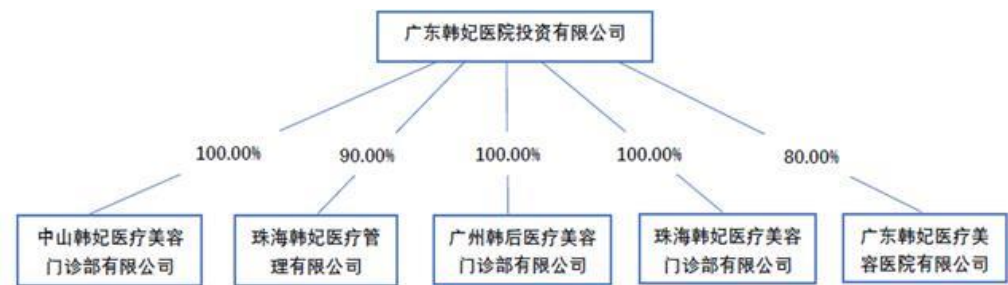 广东韩妃医院投资有限公司
100.00%
90.00%
100.00%
100.00%
80.00%
中山韩妃医疗美容
门诊部有限公司
珠海韩妃医疗管
理有限公司
广州韩后医疗美容
门诊部有限公司
珠海韩妃医疗美容
门诊部有限公司
广东韩妃医疗美
容医院有限公司